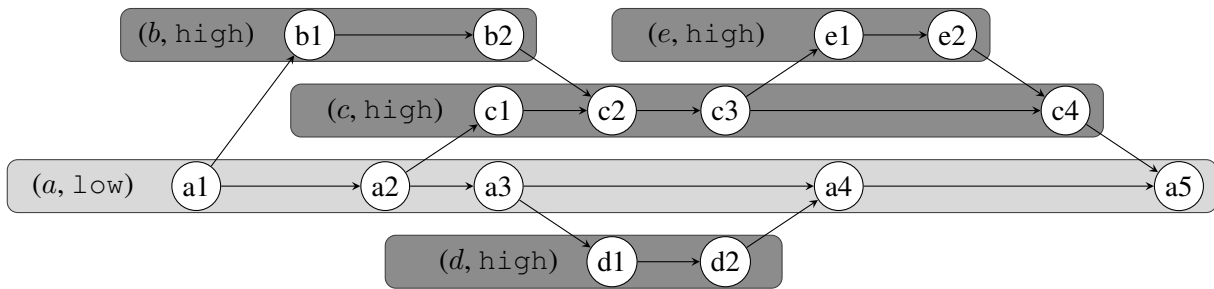 (b, high) b1 b2 (e, high) e1 e2
(c, high) c1 c2 c3 c4
(a, low) a1 a2 a3 a4 a5
(d, high) d1 d2